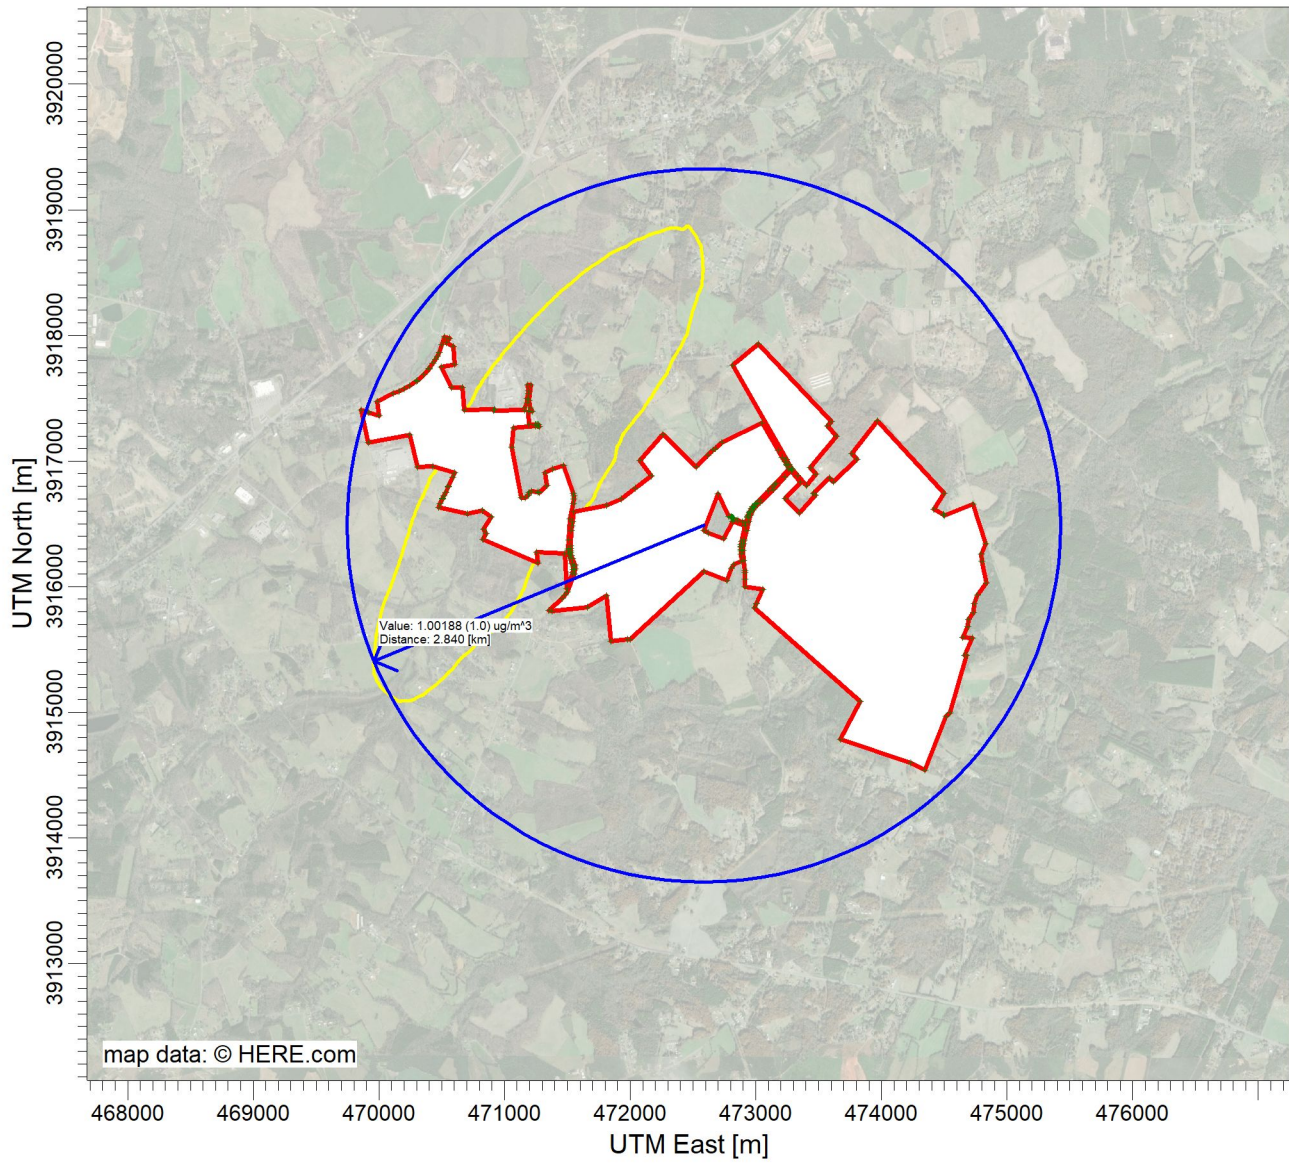 3920000
3919000
3918000
3917000
3916000
3915000
3914000
3913000
UTM North [m]
Value: 1.00188 (1.0) ug/m^3
Distance: 2.840 [km]
map data: © HERE.com
468000 469000 470000 471000 472000 473000 474000 475000 476000
UTM East [m]